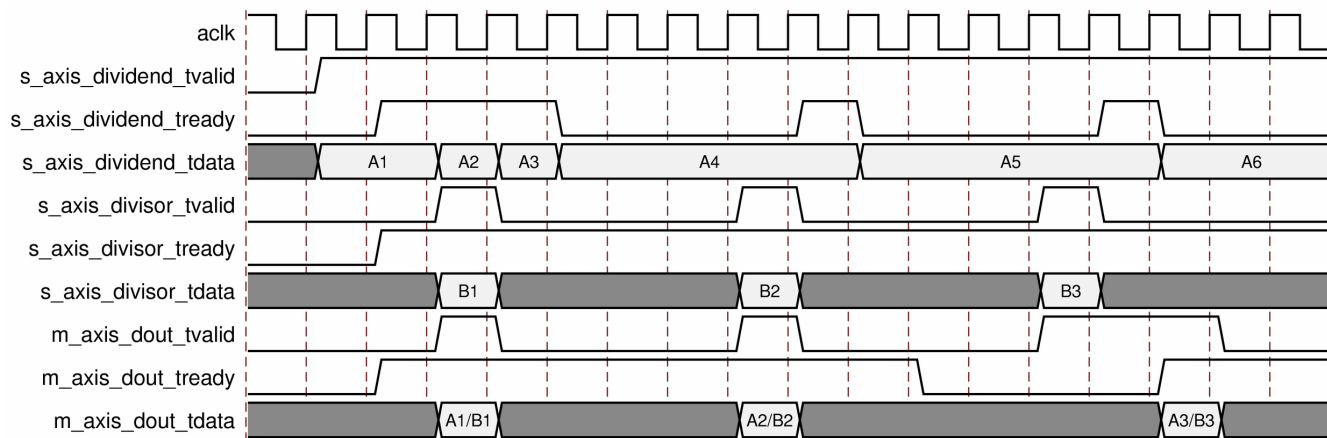 aclk
s_axis_dividend_tvalid
s_axis_dividend_tready
s_axis_dividend_tdata A1 A2 A3 A4 A5 A6
s_axis_divisor_tvalid
s_axis_divisor_tready
s_axis_divisor_tdata B1 B2 B3
m_axis_dout_tvalid
m_axis_dout_tready
m_axis_dout_tdata A1/B1 A2/B2 A3/B3